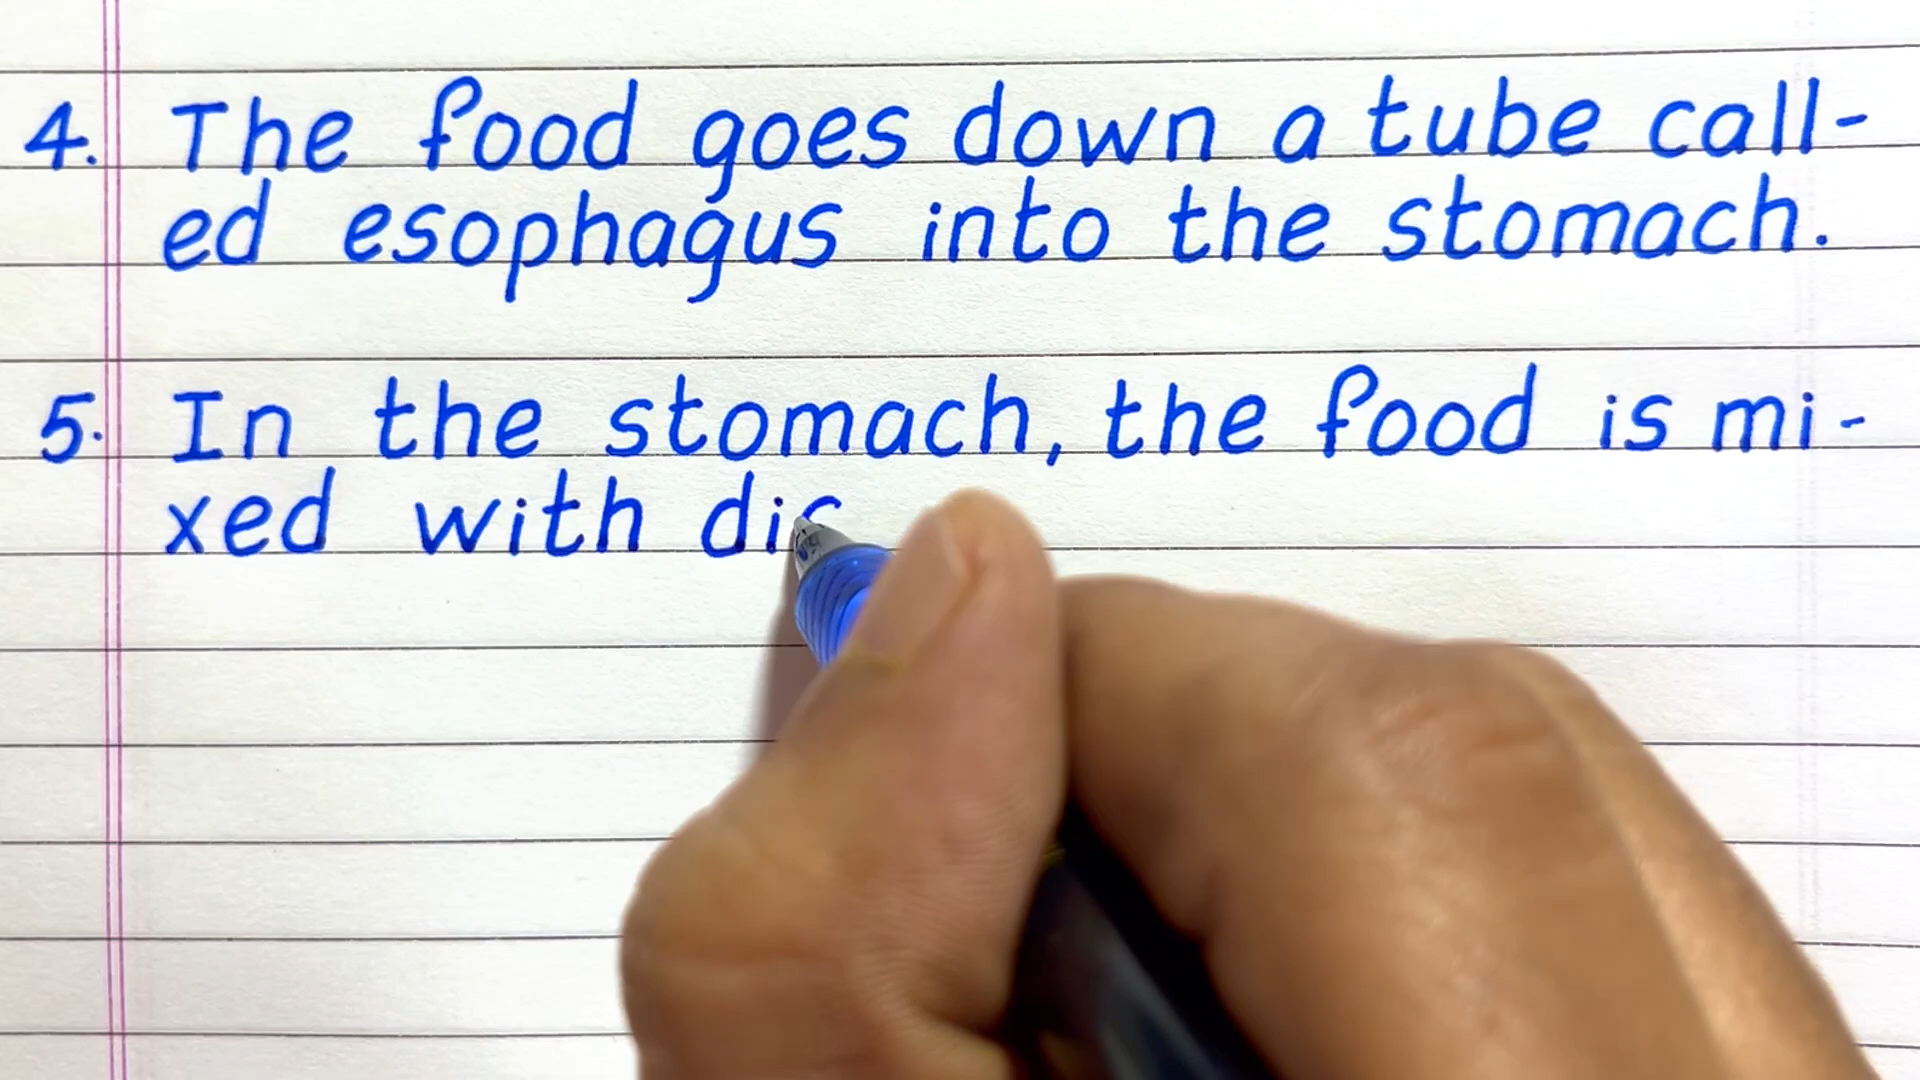 4. The food goes down a tube call-
ed esophagus into the stomach.
5. In the stomach, the food is mi-
xed with